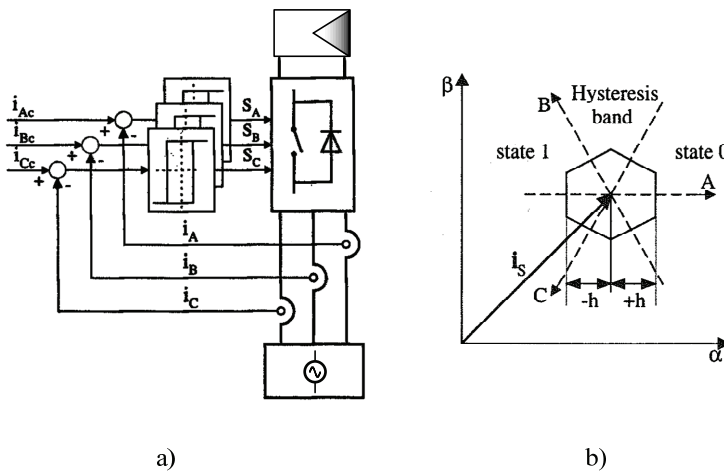 i_Ac
i_Bc
i_Cc
+ -
+ -
+ -
S_A
S_B
S_C
i_A
i_B
i_C
a)
β
B
Hysteresis
band
state 1
state 0
A
i_S
C
-h
+h
α
b)